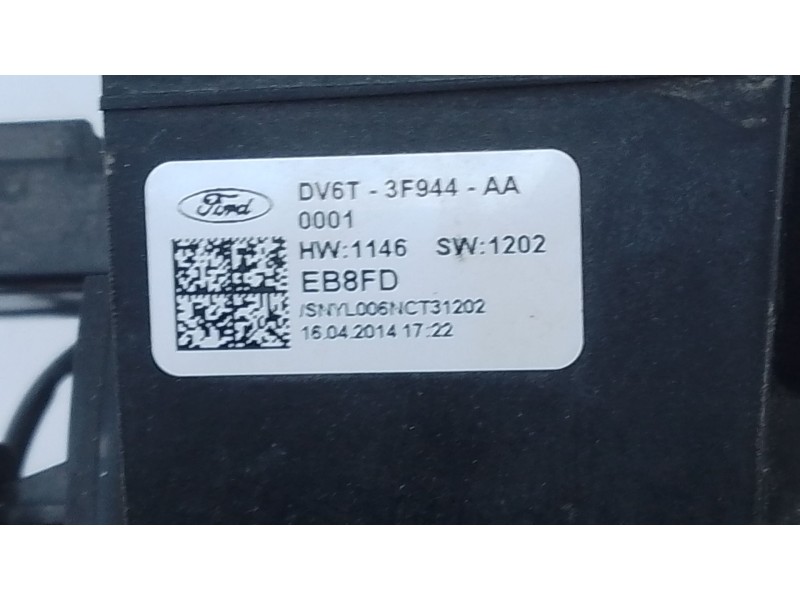 Ford
DV6T - 3F944 - AA
0001
HW:1146 SW:1202
EB8FD
/SNYL006NCT31202
16.04.2014 17:22